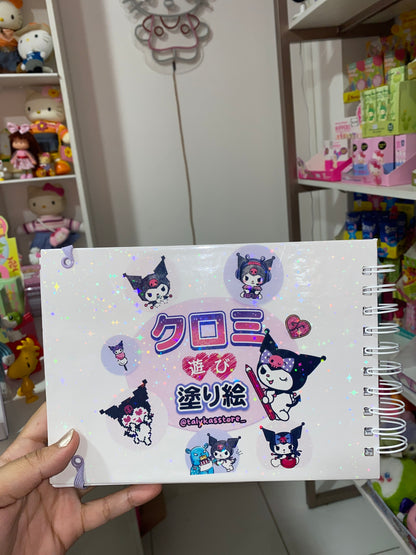 クロミ
遊び
塗り絵
@talykasstore_